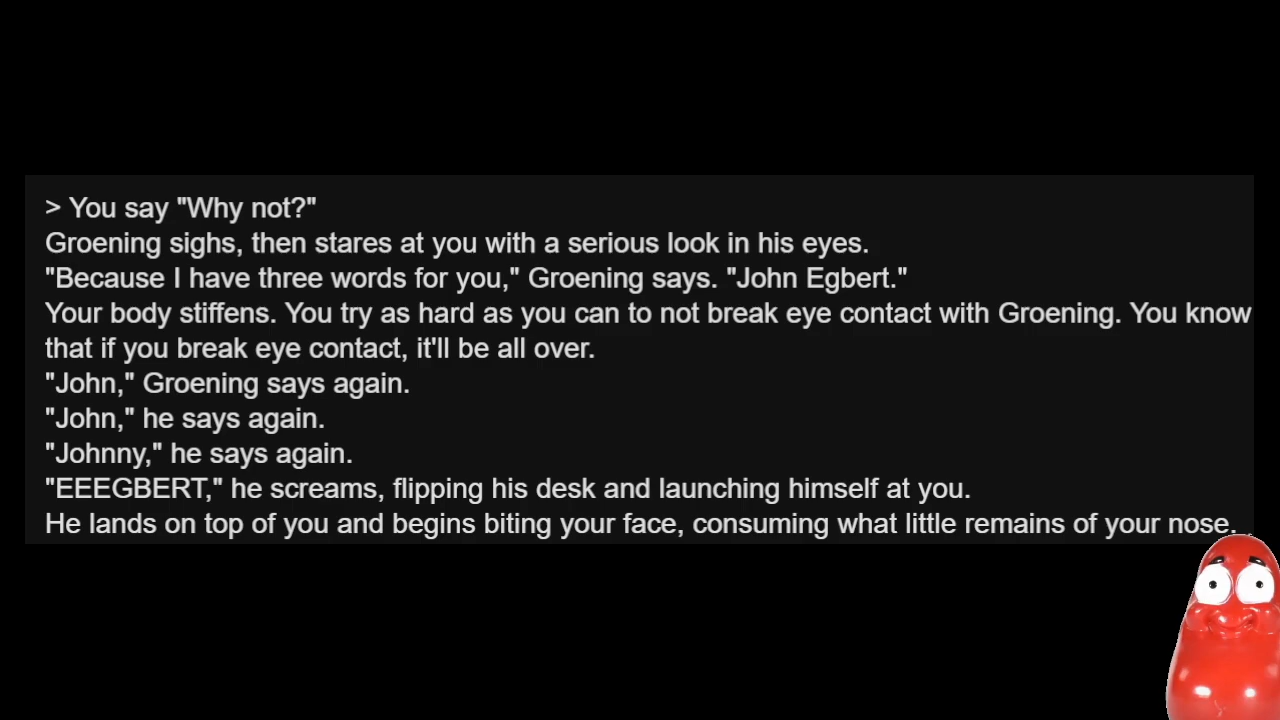 > You say "Why not?"
Groening sighs, then stares at you with a serious look in his eyes.
"Because I have three words for you," Groening says. "John Egbert."
Your body stiffens. You try as hard as you can to not break eye contact with Groening. You know
that if you break eye contact, it'll be all over.
"John," Groening says again.
"John," he says again.
"Johnny," he says again.
"EEEGBERT," he screams, flipping his desk and launching himself at you.
He lands on top of you and begins biting your face, consuming what little remains of your nose.